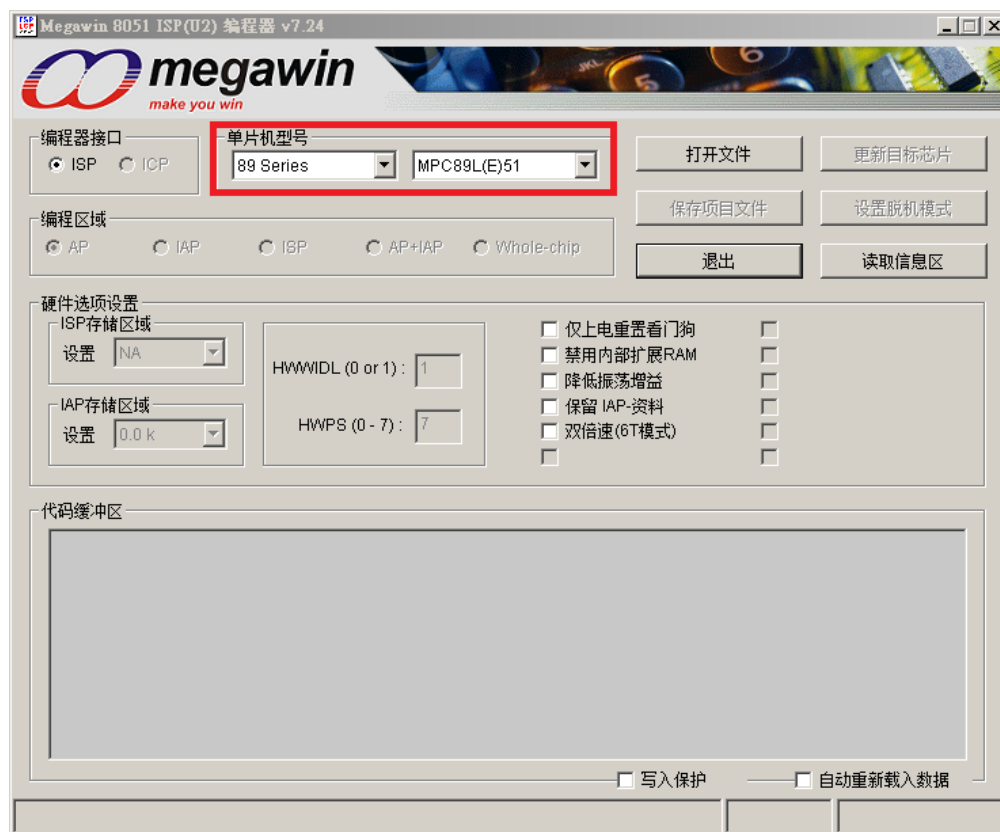 Megawin 8051 ISP(U2) 编程器 v7.24
megawin
make you win
编程器接口
ISP ICP
单片机型号
89 Series MPC89L(E)51
打开文件 更新目标芯片
保存项目文件 设置脱机模式
编程区域
AP IAP ISP AP+IAP Whole-chip
退出 读取信息区
硬件选项设置
ISP存储区域
设置 NA
IAP存储区域
设置 0.0 k
HWWIDL (0 or 1) : 1
HWPS (0 - 7) : 7
仅上电重置看门狗
禁用内部扩展RAM
降低振荡增益
保留 IAP-资料
双倍速(6T模式)
代码缓冲区
写入保护 自动重新载入数据